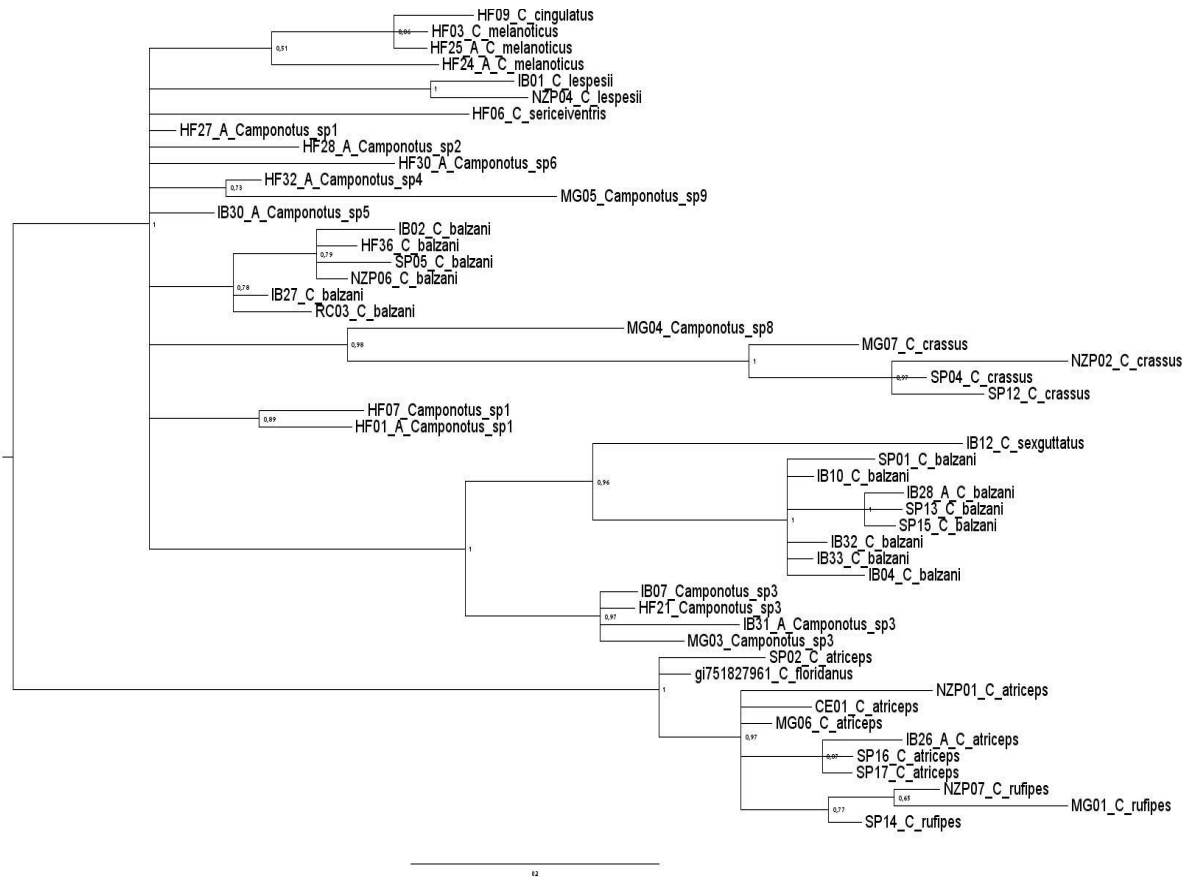 HF09_C_cingulatus
HF03_C_melanoticus
HF25_A_C_melanoticus
0,51
HF24_A_C_melanoticus
IB01_C_lespesii
1
NZP04_C_lespesii
HF06_C_sericeiventris
HF27_A_Camponotus_sp1
HF28_A_Camponotus_sp2
HF30_A_Camponotus_sp6
HF32_A_Camponotus_sp4
0,73
MG05_Camponotus_sp9
IB30_A_Camponotus_sp5
1
IB02_C_balzani
HF36_C_balzani
0,79
SP05_C_balzani
NZP06_C_balzani
0,78
IB27_C_balzani
RC03_C_balzani
MG04_Camponotus_sp8
0,98
MG07_C_crassus
1
NZP02_C_crassus
0,97
SP04_C_crassus
SP12_C_crassus
HF07_Camponotus_sp1
0,89
HF01_A_Camponotus_sp1
IB12_C_sexguttatus
SP01_C_balzani
IB10_C_balzani
0,96
IB28_A_C_balzani
1
SP13_C_balzani
1
SP15_C_balzani
IB32_C_balzani
1
IB33_C_balzani
IB04_C_balzani
IB07_Camponotus_sp3
HF21_Camponotus_sp3
0,97
IB31_A_Camponotus_sp3
MG03_Camponotus_sp3
SP02_C_atriceps
gi751827961_C_floridanus
1
NZP01_C_atriceps
CE01_C_atriceps
MG06_C_atriceps
0,97
IB26_A_C_atriceps
SP16_C_atriceps
SP17_C_atriceps
NZP07_C_rufipes
0,65
MG01_C_rufipes
0,77
SP14_C_rufipes